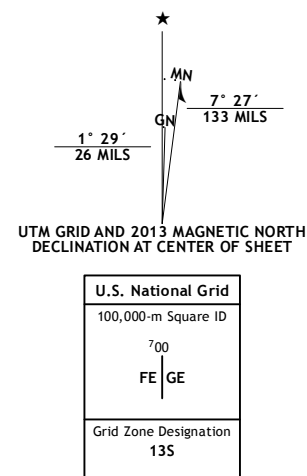 ★
MN
7° 27´
133 MILS
GN
1° 29´
26 MILS
UTM GRID AND 2013 MAGNETIC NORTH
DECLINATION AT CENTER OF SHEET
U.S. National Grid
100,000-m Square ID
⁷00
FE GE
Grid Zone Designation
13S